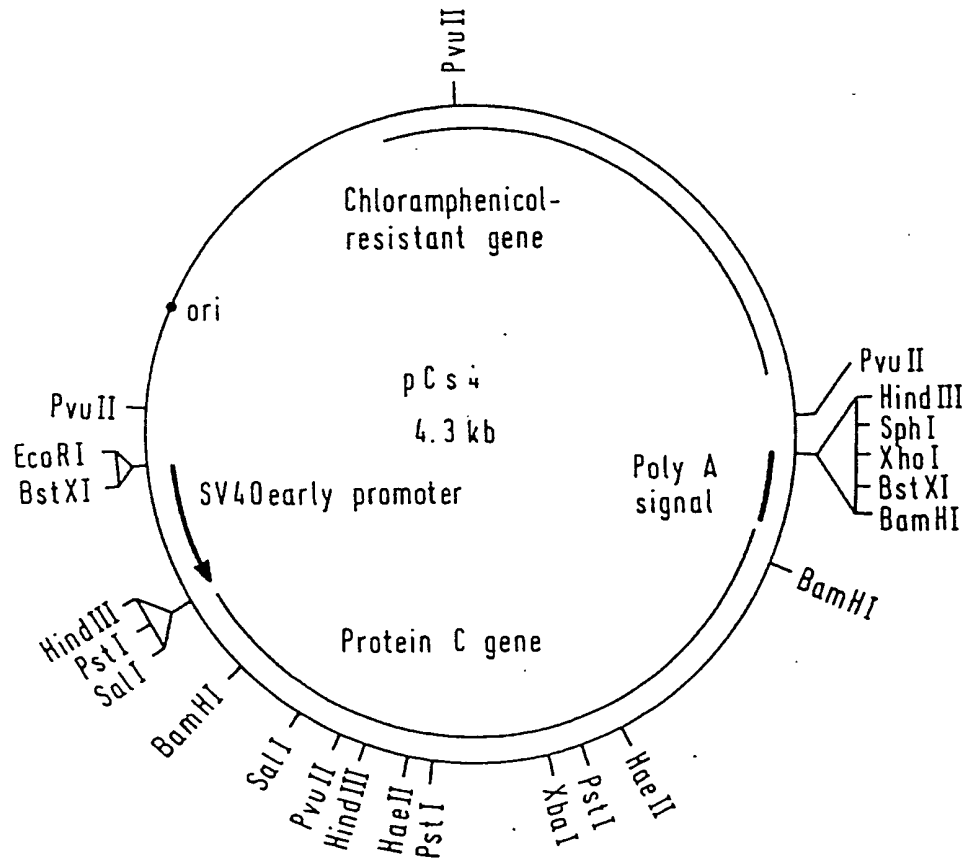 PvuII
Chloramphenicol-
resistant gene
ori
pCs4
4.3 kb
PvuII
HindIII
SphI
XhoI
BstXI
BamHI
PvuII
EcoRI
BstXI
SV40early promoter
Poly A
signal
BamHI
HindIII
PstI
SalI
Protein C gene
BamHI
SalI
PvuII
HindIII
HaeII
PstI
XbaI
PstI
HaeII